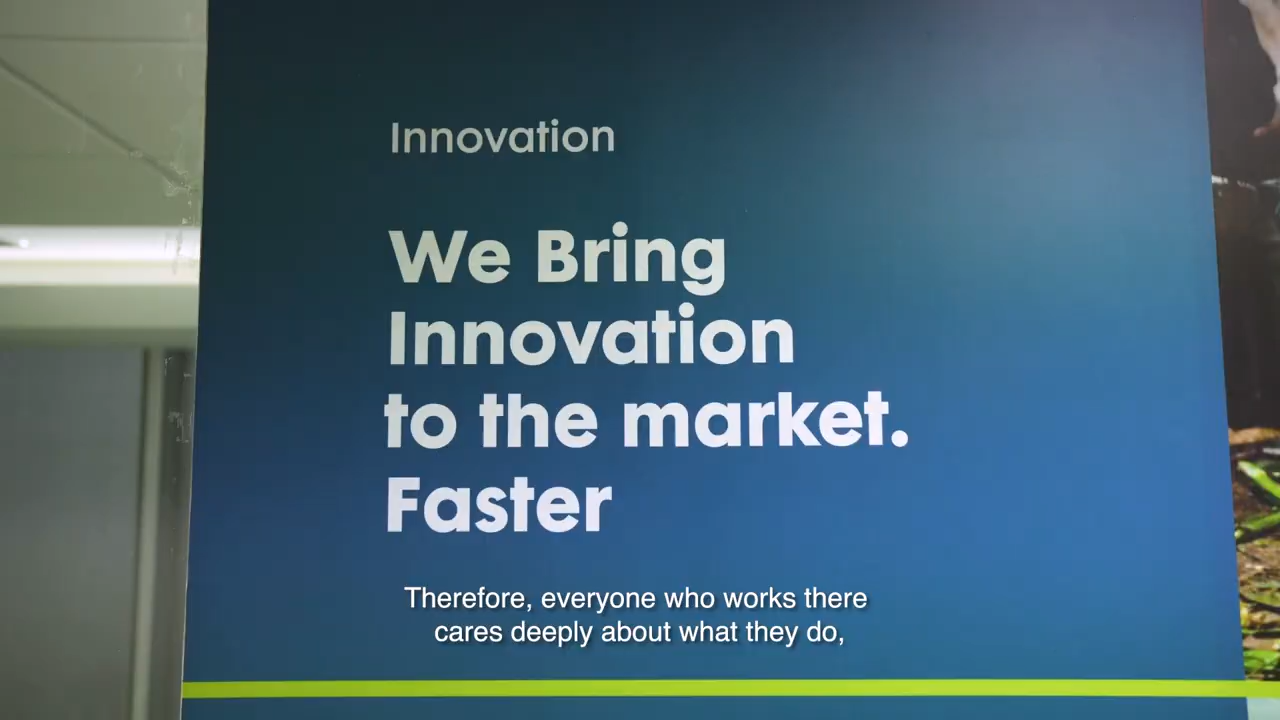 Innovation
We Bring
Innovation
to the market.
Faster
Therefore, everyone who works there
cares deeply about what they do,